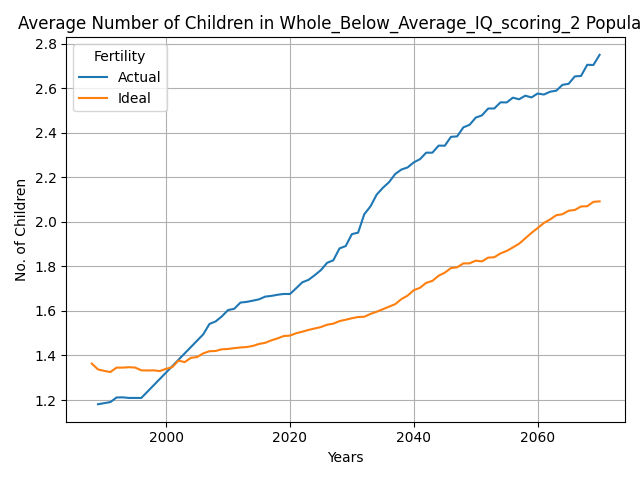 Average Number of Children in Whole_Below_Average_IQ_scoring_2 Popula
Fertility
Actual
Ideal
2.8
2.6
2.4
2.2
2.0
1.8
1.6
1.4
1.2
No. of Children
2000
2020
2040
2060
Years